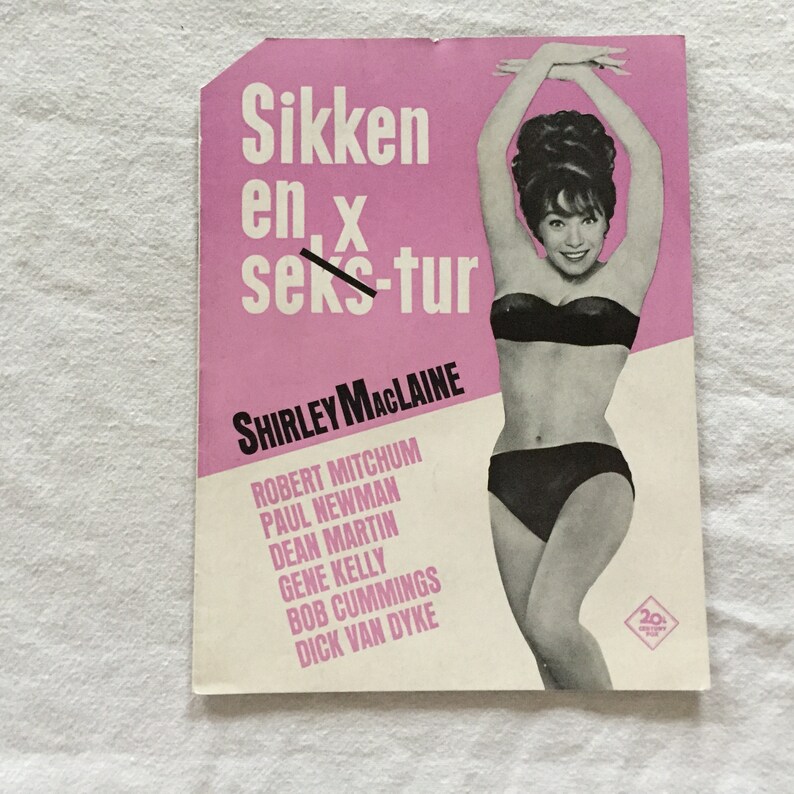 Sikken
en x
seks-tur
SHIRLEY MACLAINE
ROBERT MITCHUM
PAUL NEWMAN
DEAN MARTIN
GENE KELLY
BOB CUMMINGS
DICK VAN DYKE
20th
CENTURY
FOX